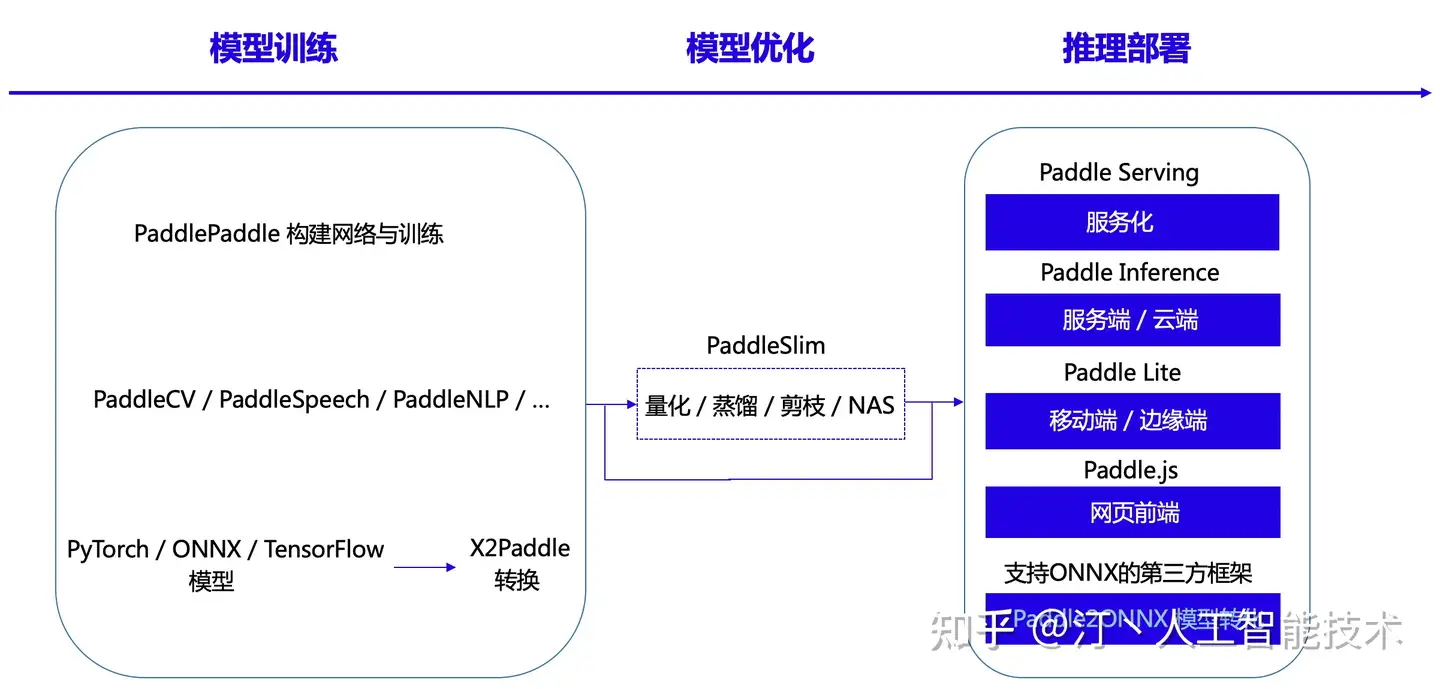 模型训练
模型优化
推理部署
PaddlePaddle 构建网络与训练
PaddleCV / PaddleSpeech / PaddleNLP / ...
PyTorch / ONNX / TensorFlow
模型
X2Paddle
转换
PaddleSlim
量化 / 蒸馏 / 剪枝 / NAS
Paddle Serving
服务化
Paddle Inference
服务端 / 云端
Paddle Lite
移动端 / 边缘端
Paddle.js
网页前端
支持ONNX的第三方框架
Paddle2ONNX 模型转
知乎 @汀丶人工智能技术